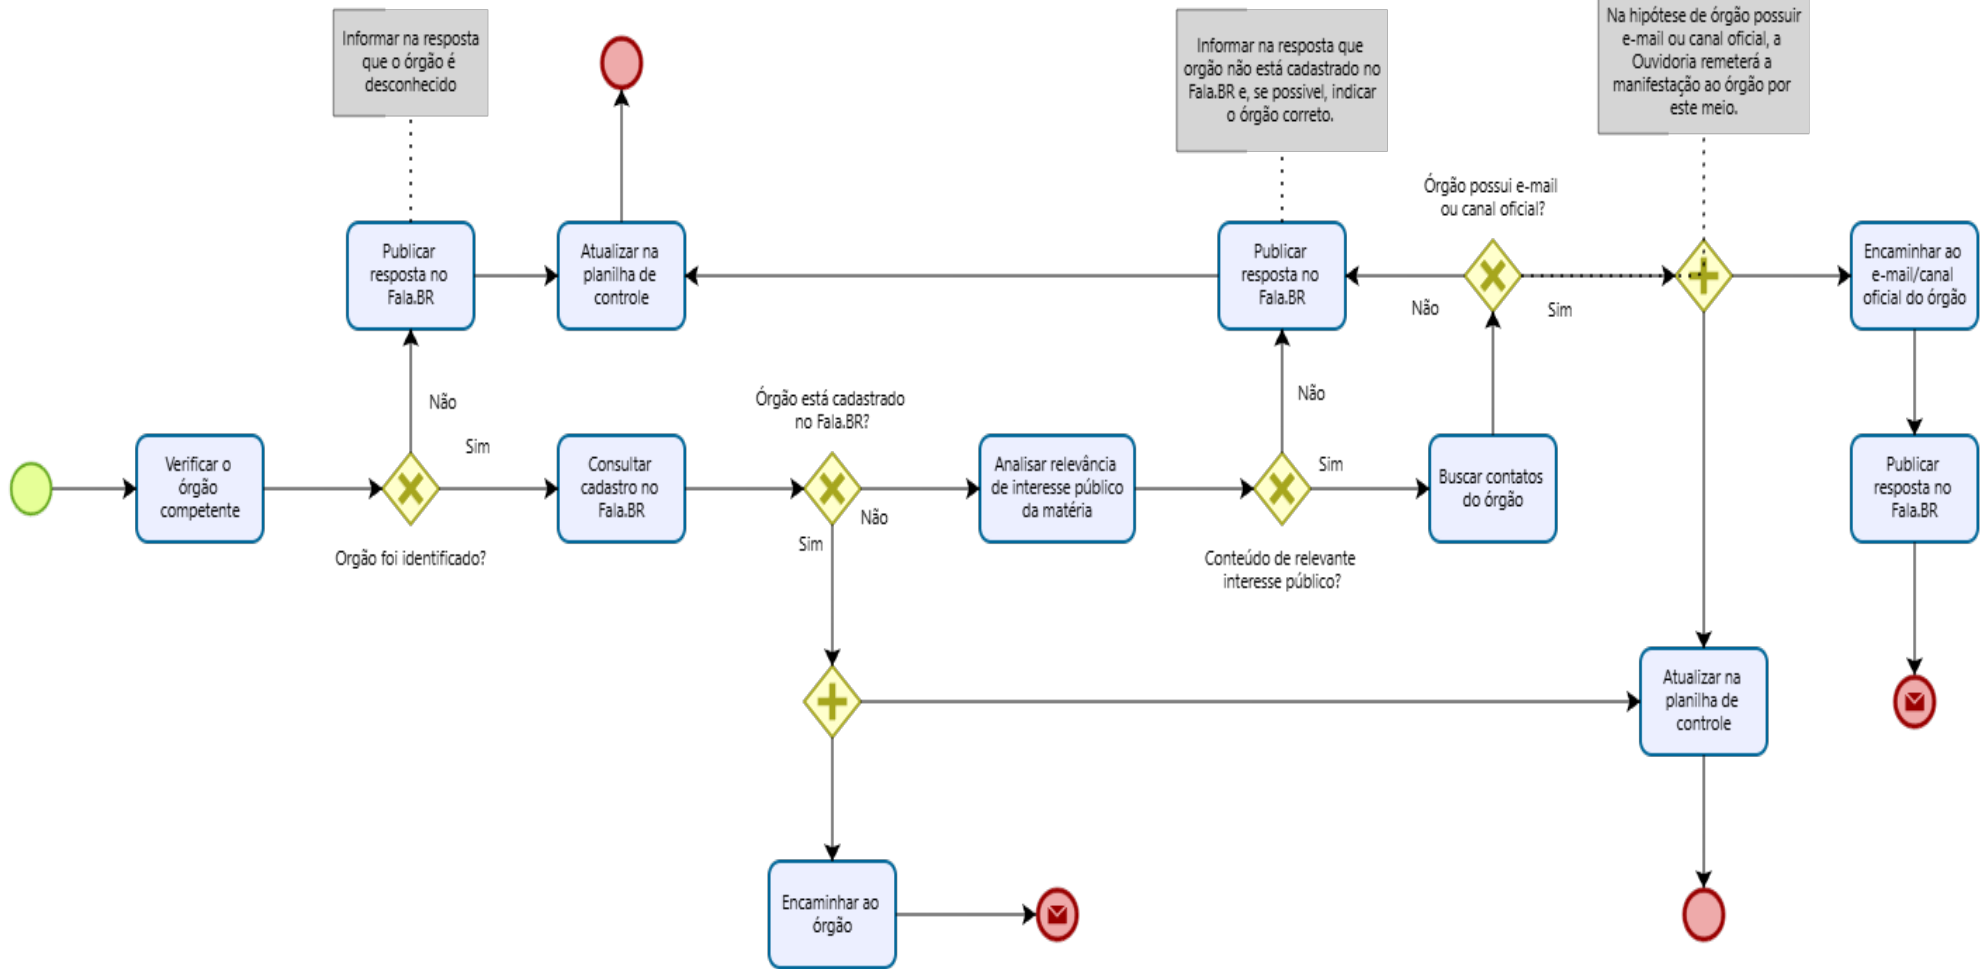 Informar na resposta
que o órgão é
desconhecido
Informar na resposta que
orgão não está cadastrado no
Fala.BR e, se possivel, indicar
o órgão correto.
Na hipótese de órgão possuir
e-mail ou canal oficial, a
Ouvidoria remeterá a
manifestação ao órgão por
este meio.
Órgão possui e-mail
ou canal oficial?
Publicar
resposta no
Fala.BR
Atualizar na
planilha de
controle
Publicar
resposta no
Fala.BR
Não
Sim
Encaminhar ao
e-mail/canal
oficial do órgão
Não
Sim
Órgão está cadastrado
no Fala.BR?
Não
Sim
Verificar o
órgão
competente
Orgão foi identificado?
Consultar
cadastro no
Fala.BR
Não
Sim
Analisar relevância
de interesse público
da matéria
Conteúdo de relevante
interesse público?
Buscar contatos
do órgão
Publicar
resposta no
Fala.BR
Atualizar na
planilha de
controle
Encaminhar ao
órgão